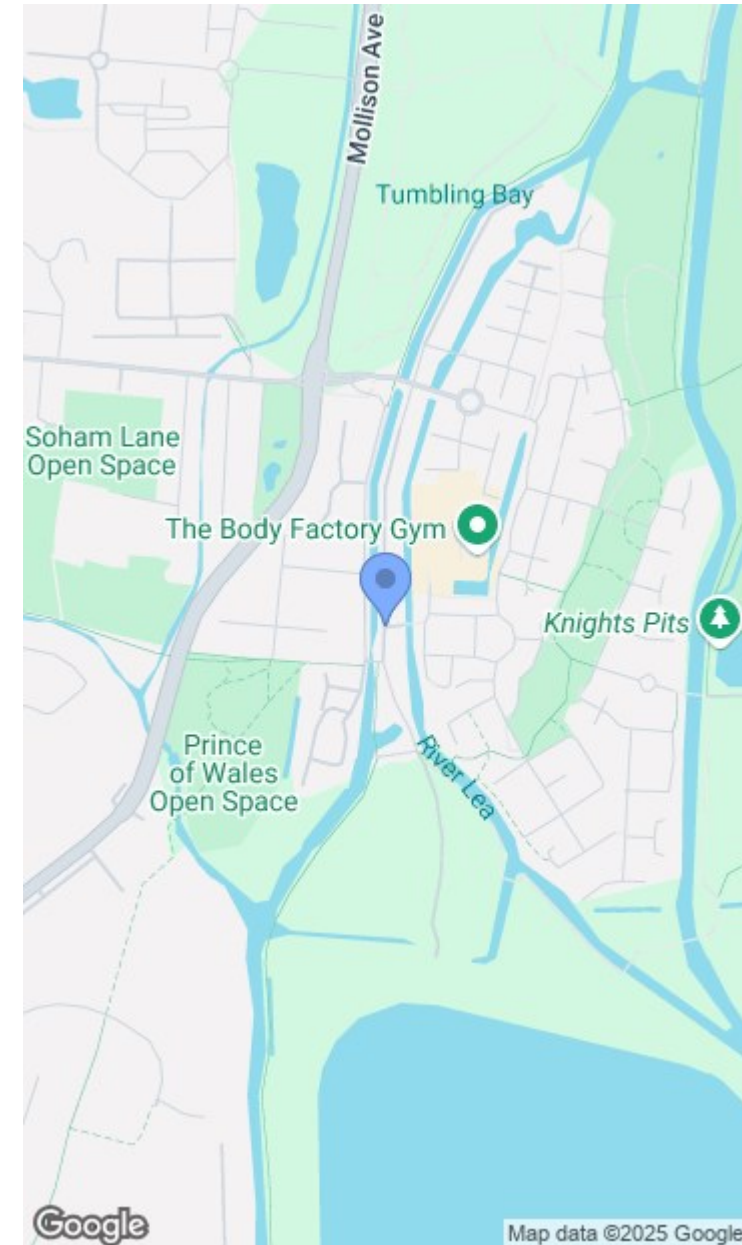 Mollison Ave
Tumbling Bay
Soham Lane
Open Space
The Body Factory Gym
Knights Pits
Prince
of Wales
Open Space
River Lea
Google
Map data ©2025 Google